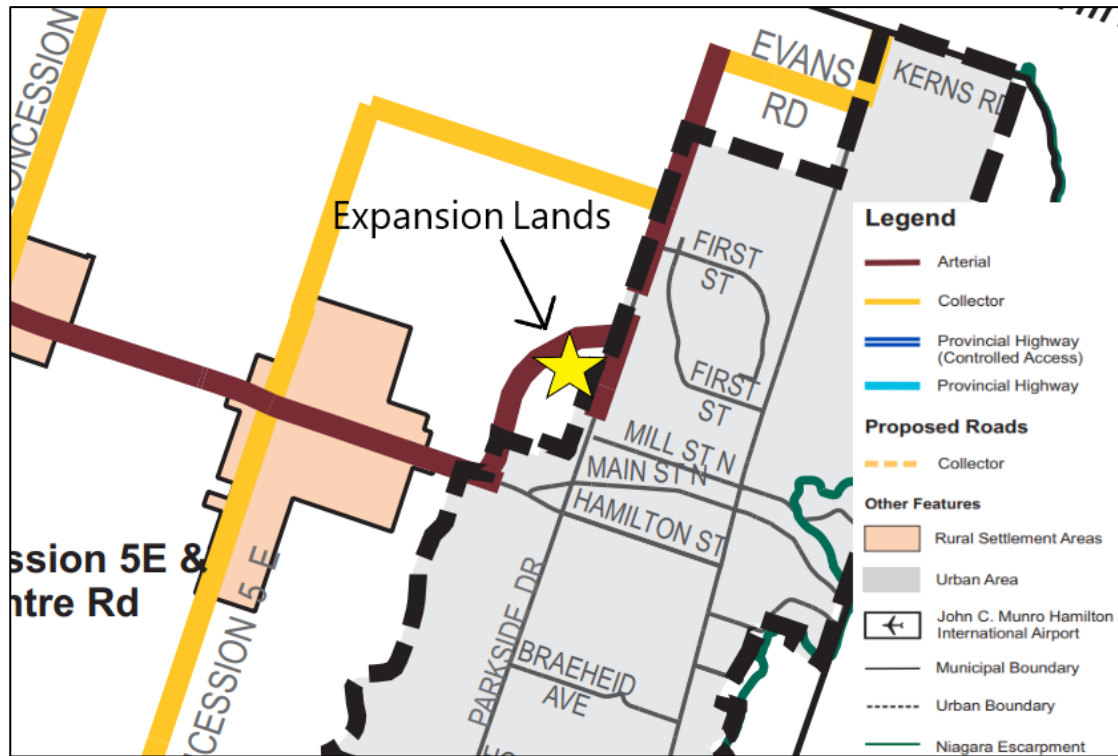 CONCESSION
EVANS
RD
KERNS RD
Expansion Lands
FIRST
ST
FIRST
ST
MILL ST N
MAIN ST N
HAMILTON ST
PARKSIDE DR
BRAEHEID
AVE
ssion 5E &
ntre Rd
NCESSION 5 E
Legend
Arterial
Collector
Provincial Highway
(Controlled Access)
Provincial Highway
Proposed Roads
Collector
Other Features
Rural Settlement Areas
Urban Area
John C. Munro Hamilton
International Airport
Municipal Boundary
Urban Boundary
Niagara Escarpment